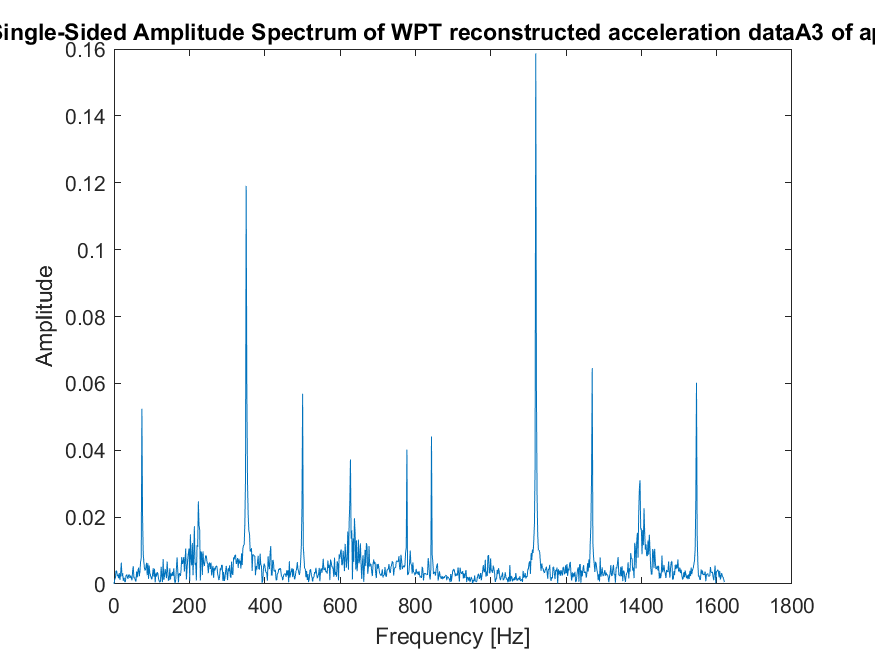 Single-Sided Amplitude Spectrum of WPT reconstructed acceleration dataA3 of ap
0.16
0.14
0.12
0.1
0.08
0.06
0.04
0.02
0
Amplitude
0 200 400 600 800 1000 1200 1400 1600 1800
Frequency [Hz]